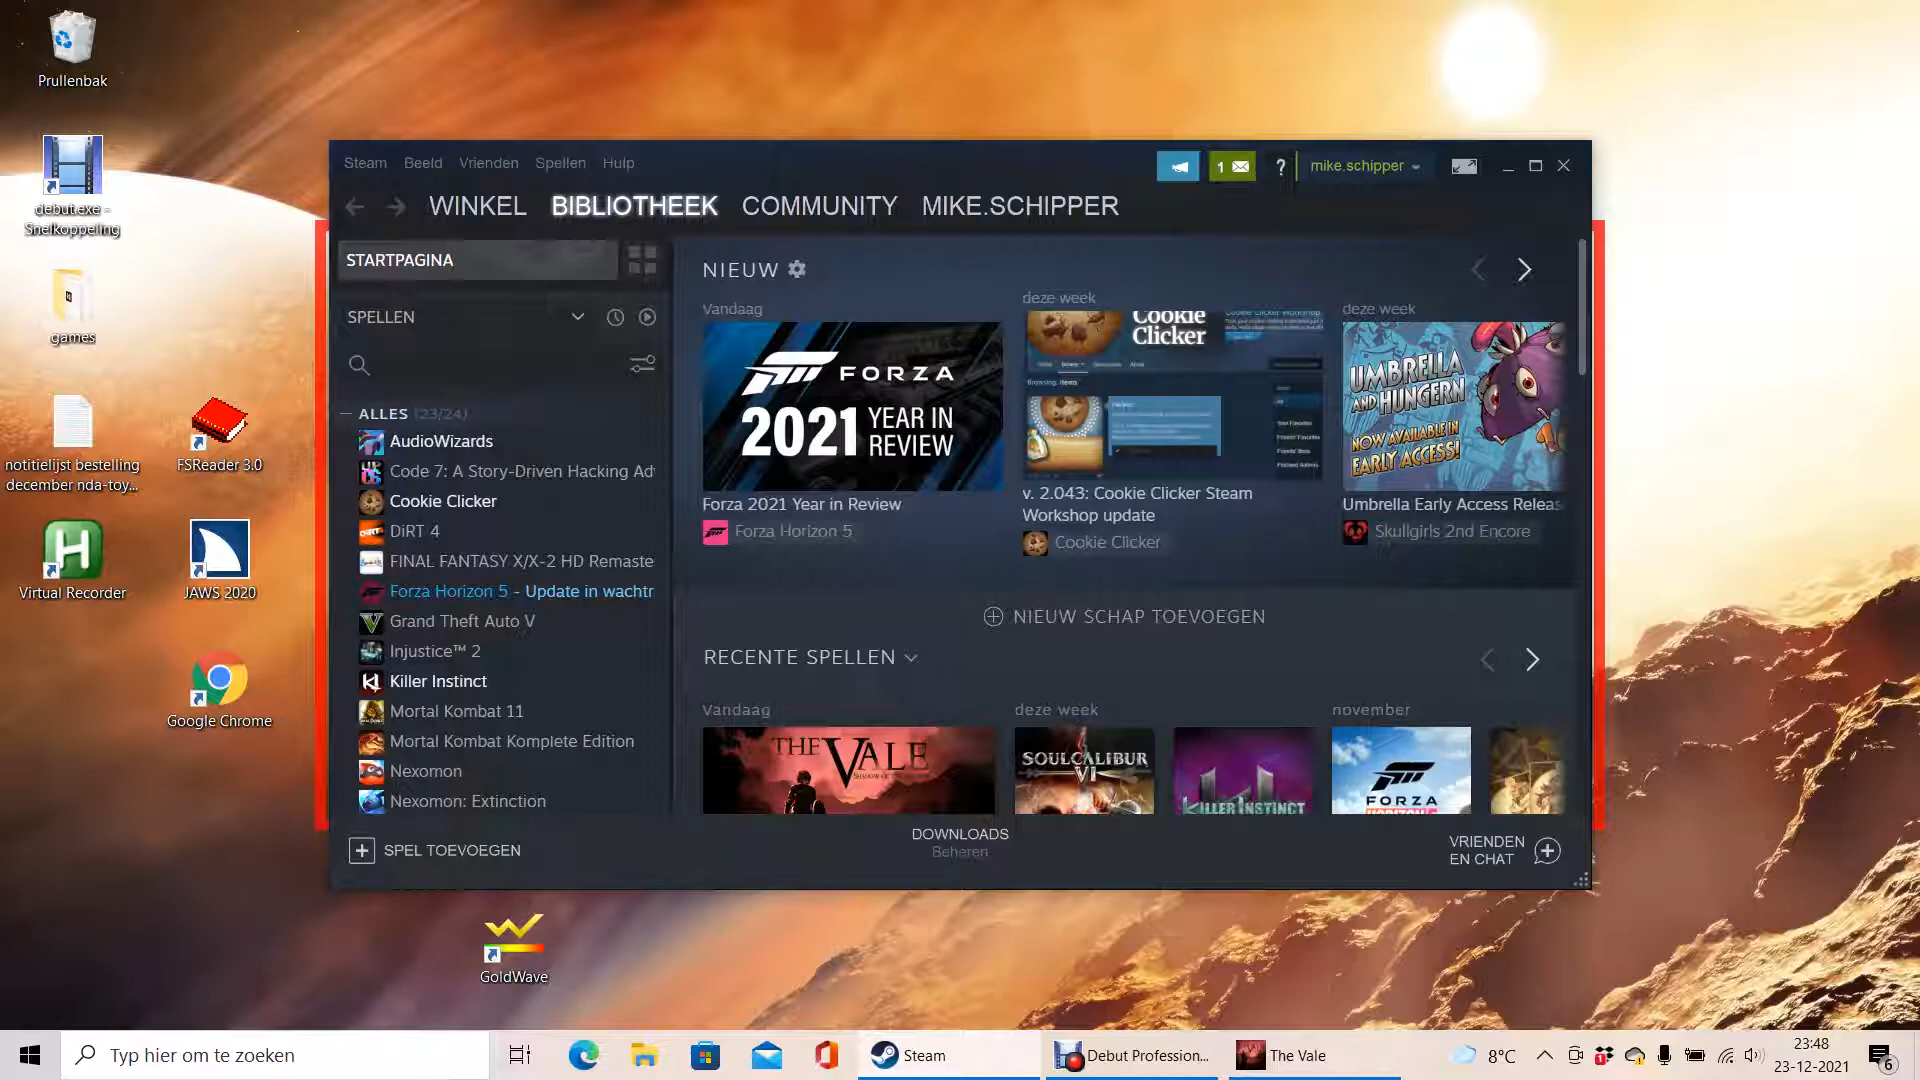 Prullenbak
debut.exe -
Snelkoppeling
games
notitielijst bestelling
december nda-toy...
FSReader 3.0
Virtual Recorder
JAWS 2020
Google Chrome
GoldWave
Steam Beeld Vrienden Spellen Hulp
1
?
mike.schipper
WINKEL BIBLIOTHEEK COMMUNITY MIKE.SCHIPPER
STARTPAGINA
SPELLEN
ALLES (23/24)
AudioWizards
Code 7: A Story-Driven Hacking Adv
Cookie Clicker
DiRT 4
FINAL FANTASY X/X-2 HD Remaste
Forza Horizon 5 - Update in wachtr
Grand Theft Auto V
Injustice™ 2
Killer Instinct
Mortal Kombat 11
Mortal Kombat Komplete Edition
Nexomon
Nexomon: Extinction
SPEL TOEVOEGEN
NIEUW
Vandaag
FORZA
2021 YEAR IN
REVIEW
Forza 2021 Year in Review
Forza Horizon 5
deze week
Cookie
Clicker
Browsing: Items
v. 2.043: Cookie Clicker Steam
Workshop update
Cookie Clicker
deze week
UMBRELLA
AND HUNGERN
NOW AVAILABLE IN
EARLY ACCESS!
Umbrella Early Access Releas
Skullgirls 2nd Encore
NIEUW SCHAP TOEVOEGEN
RECENTE SPELLEN
Vandaag
THE VALE
deze week
SOULCALIBUR
VI
KILLER INSTINCT
november
FORZA
HORIZON 5
DOWNLOADS
Beheren
VRIENDEN
EN CHAT
Typ hier om te zoeken
Steam
Debut Profession...
The Vale
8°C
1
23:48
23-12-2021
6